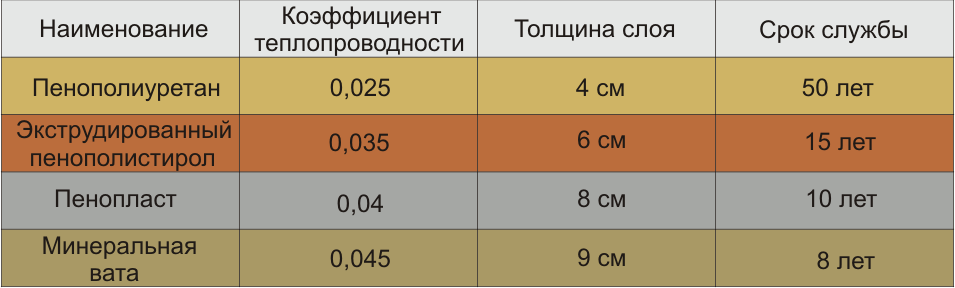 Наименование
Коэффициент
теплопроводности
Толщина слоя
Срок службы
Пенополиуретан
0,025
4 см
50 лет
Экструдированный
пенополистирол
0,035
6 см
15 лет
Пенопласт
0,04
8 см
10 лет
Минеральная
вата
0,045
9 см
8 лет